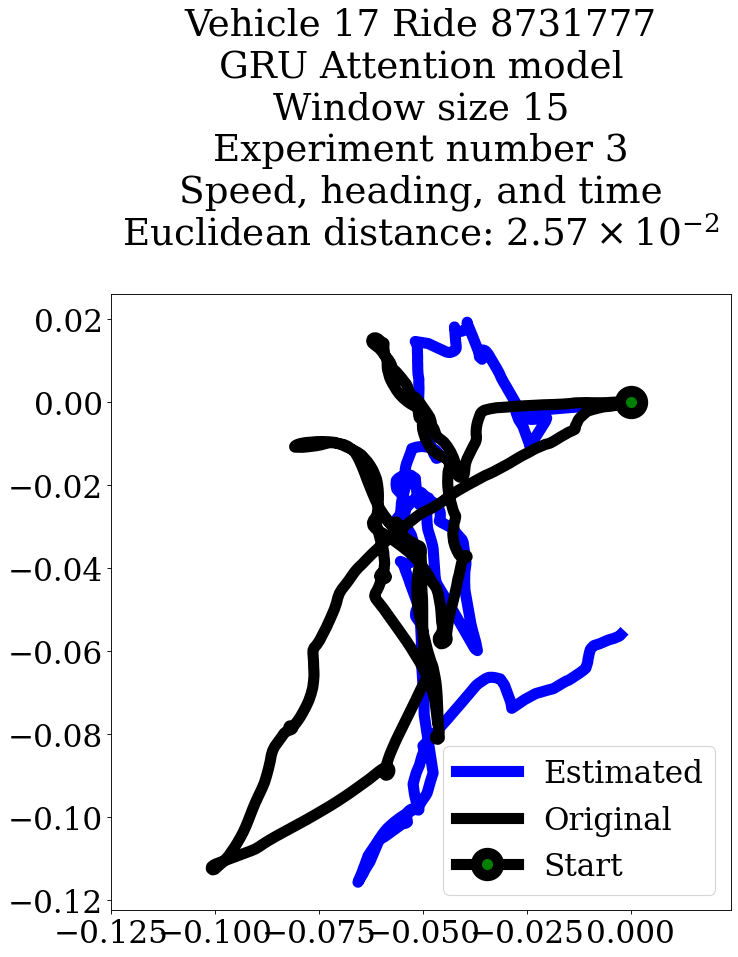 Vehicle 17 Ride 8731777
GRU Attention model
Window size 15
Experiment number 3
Speed, heading, and time
Euclidean distance: 2.57 × 10⁻²
0.02
0.00
−0.02
−0.04
−0.06
−0.08
−0.10
−0.12
Estimated
Original
Start
−0.125 −0.100 −0.075 −0.050 −0.025 0.000